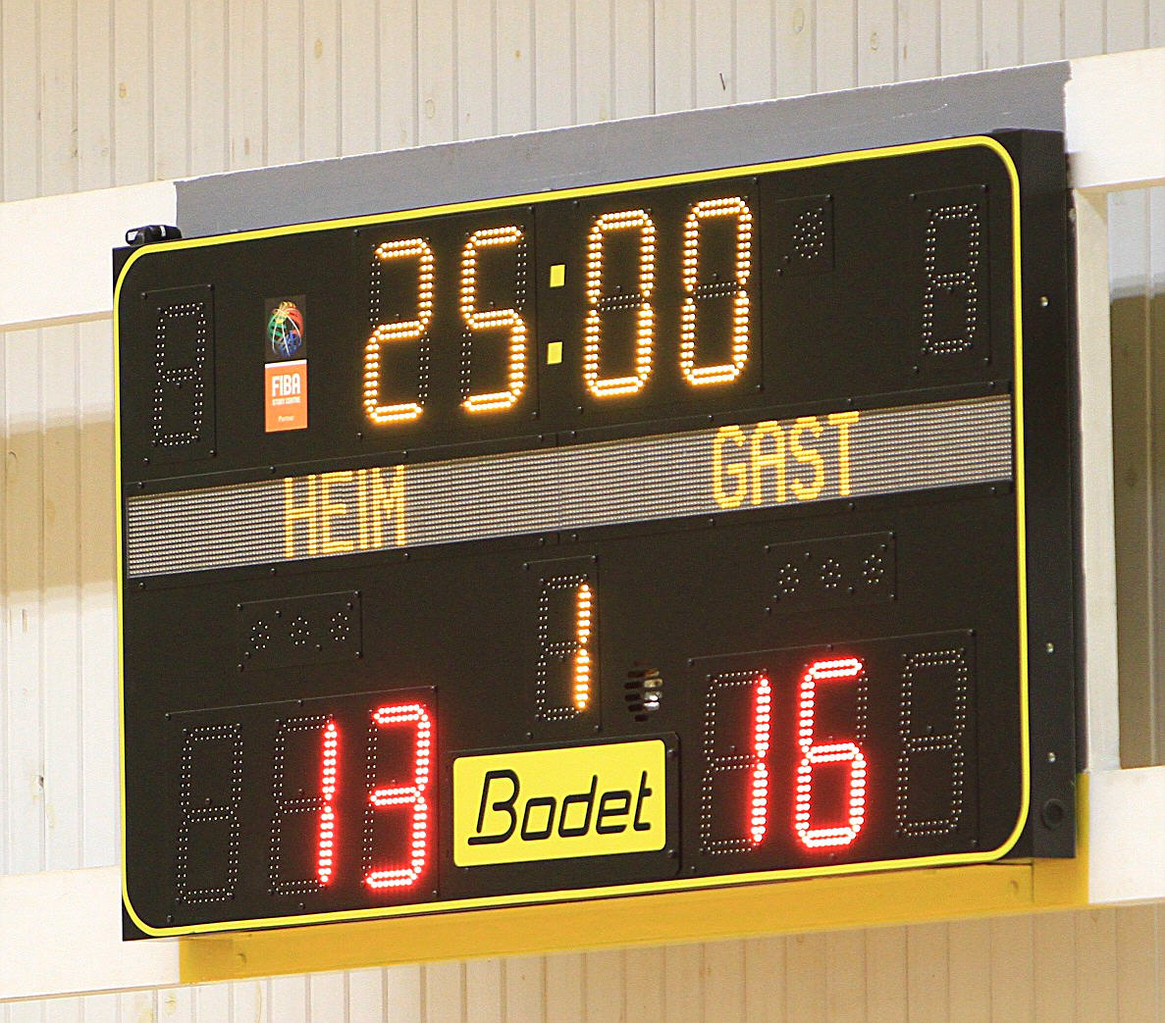 25:00
FIBA
HEIM GAST
1
13 16
Bodet